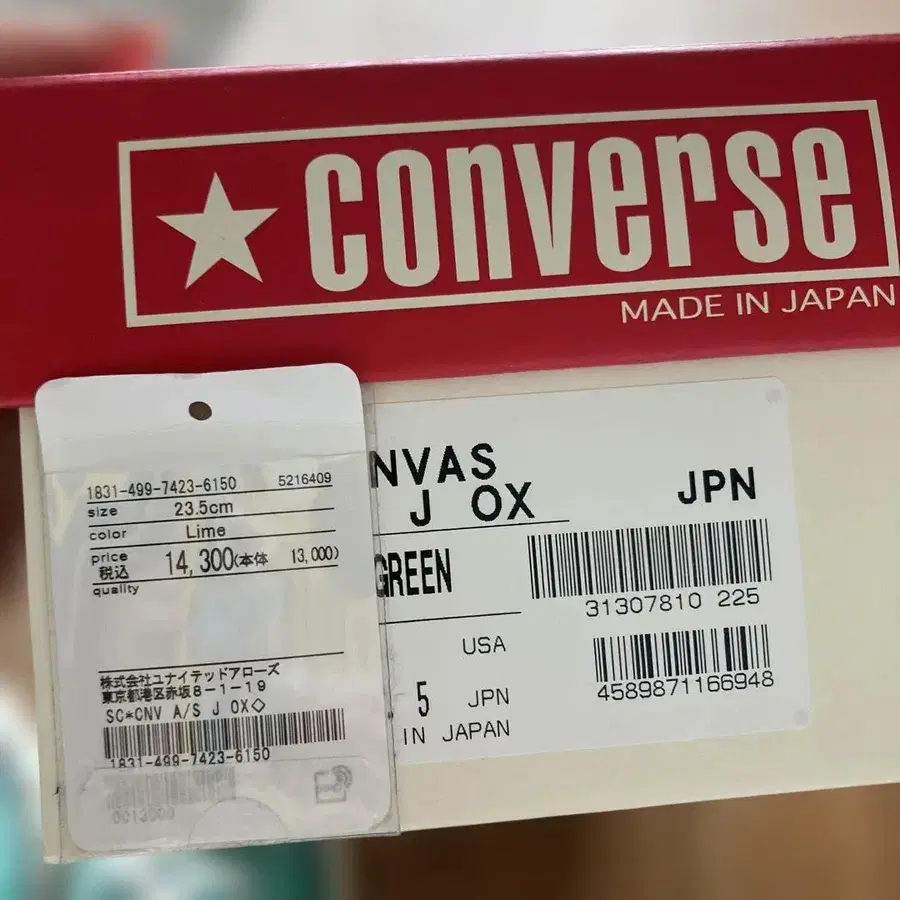 CONVERSE
MADE IN JAPAN
1831-499-7423-6150 5216409
size 23.5cm
color Lime
price
税込 14,300(本体 13,000)
quality
株式会社ユナイテッドアローズ
東京都港区赤坂8-1-19
SC*CNV A/S J OX◇
1831-499-7423-6150
0013000
NVAS
J OX
JPN
GREEN
31307810 225
USA
4589871166948
5 JPN
IN JAPAN